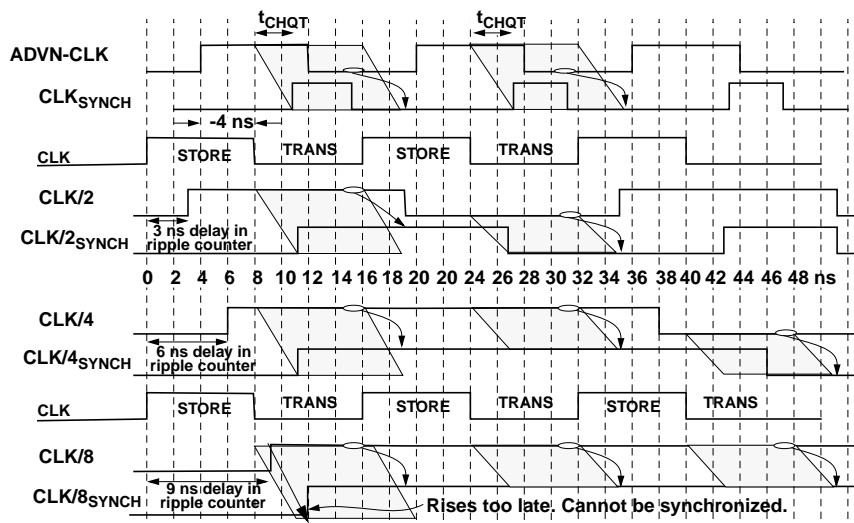 tCHQT tCHQT
ADVN-CLK
CLKSYNCH
-4 ns
CLK STORE TRANS STORE TRANS
CLK/2
3 ns delay in
ripple counter
CLK/2SYNCH
0 2 4 6 8 10 12 14 16 18 20 20 24 26 28 30 32 34 36 38 40 42 44 46 48 ns
CLK/4
6 ns delay in
ripple counter
CLK/4SYNCH
CLK STORE TRANS STORE TRANS STORE TRANS
CLK/8
9 ns delay in
ripple counter
CLK/8SYNCH
Rises too late. Cannot be synchronized.